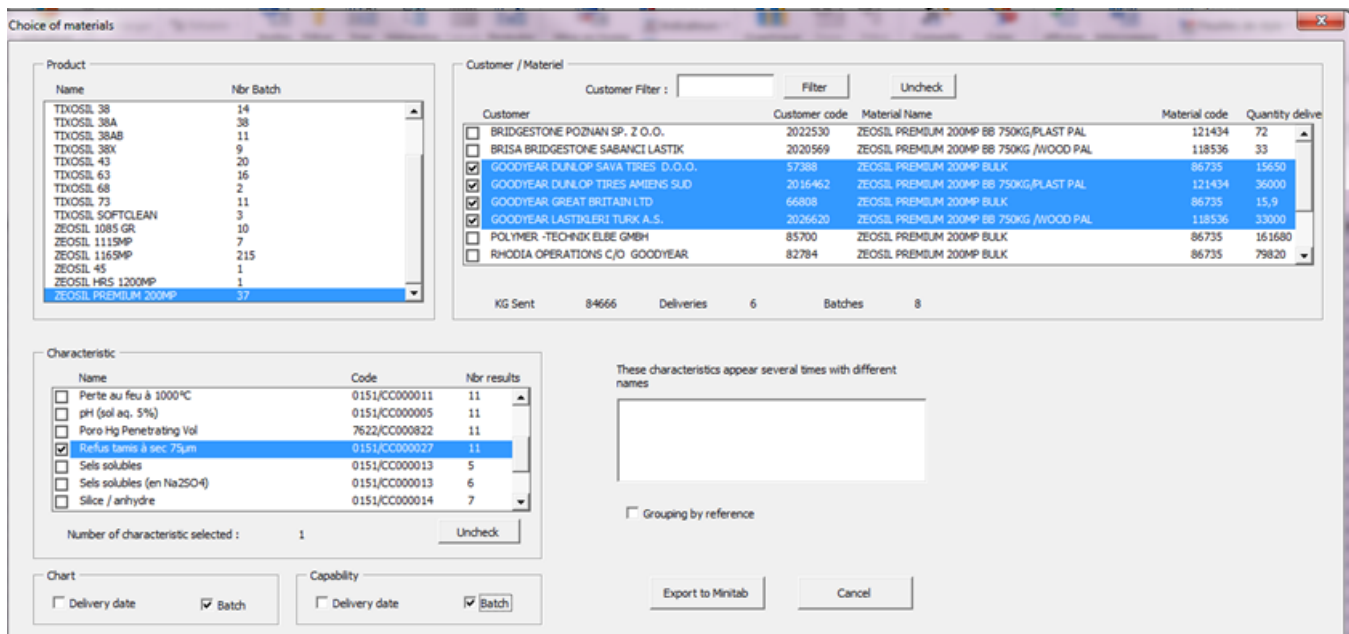 Choice of materials
Product
Name Nbr Batch
TIXOSIL 38 14
TIXOSIL 38A 38
TIXOSIL 38AB 11
TIXOSIL 38X 9
TIXOSIL 43 20
TIXOSIL 63 16
TIXOSIL 68 2
TIXOSIL 73 11
TIXOSIL SOFTCLEAN 3
ZEOSIL 1085 GR 10
ZEOSIL 1115MP 7
ZEOSIL 1165MP 215
ZEOSIL 45 1
ZEOSIL HRS 1200MP 1
ZEOSIL PREMIUM 200MP 37
Customer / Materiel
Customer Filter : Filter Uncheck
Customer Customer code Material Name Material code Quantity delive
BRIDGESTONE POZNAN SP. Z O.O. 2022530 ZEOSIL PREMIUM 200MP BB 750KG/PLAST PAL 121434 72
BRISA BRIDGESTONE SABANCI LASTIK 2020569 ZEOSIL PREMIUM 200MP BB 750KG /WOOD PAL 118536 33
GOODYEAR DUNLOP SAVA TIRES D.O.O. 57388 ZEOSIL PREMIUM 200MP BULK 86735 15650
GOODYEAR DUNLOP TIRES AMIENS SUD 2016462 ZEOSIL PREMIUM 200MP BB 750KG/PLAST PAL 121434 36000
GOODYEAR GREAT BRITAIN LTD 66808 ZEOSIL PREMIUM 200MP BULK 86735 15,9
GOODYEAR LASTIKLERI TURK A.S. 2026620 ZEOSIL PREMIUM 200MP BB 750KG /WOOD PAL 118536 33000
POLYMER -TECHNIK ELBE GMBH 85700 ZEOSIL PREMIUM 200MP BULK 86735 161680
RHODIA OPERATIONS C/O GOODYEAR 82784 ZEOSIL PREMIUM 200MP BULK 86735 79820
KG Sent 84666 Deliveries 6 Batches 8
Characteristic
Name Code Nbr results
Perte au feu à 1000°C 0151/CC000011 11
pH (sol aq. 5%) 0151/CC000005 11
Poro Hg Penetrating Vol 7622/CC000822 11
Refus tamis à sec 75µm 0151/CC000027 11
Sels solubles 0151/CC000013 5
Sels solubles (en Na2SO4) 0151/CC000013 6
Silice / anhydre 0151/CC000014 7
Number of characteristic selected : 1 Uncheck
These characteristics appear several times with different
names
Grouping by reference
Chart
Delivery date Batch
Capability
Delivery date Batch
Export to Minitab Cancel